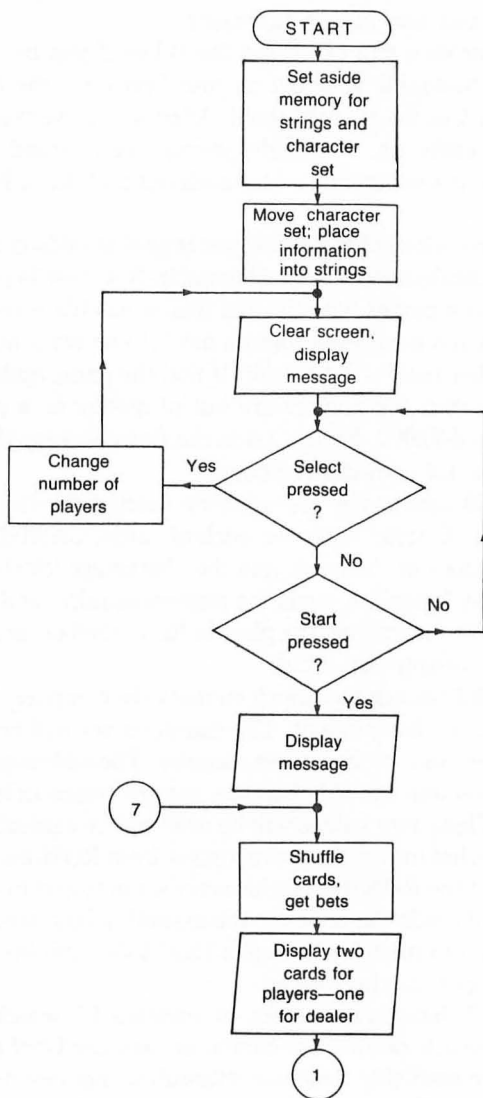 START
Set aside
memory for
strings and
character
set
Move character
set; place
information
into strings
Clear screen,
display
message
Change
number of
players
Yes
Select
pressed
?
No
Start
pressed
?
No
Yes
Display
message
7
Shuffle
cards,
get bets
Display two
cards for
players—one
for dealer
1